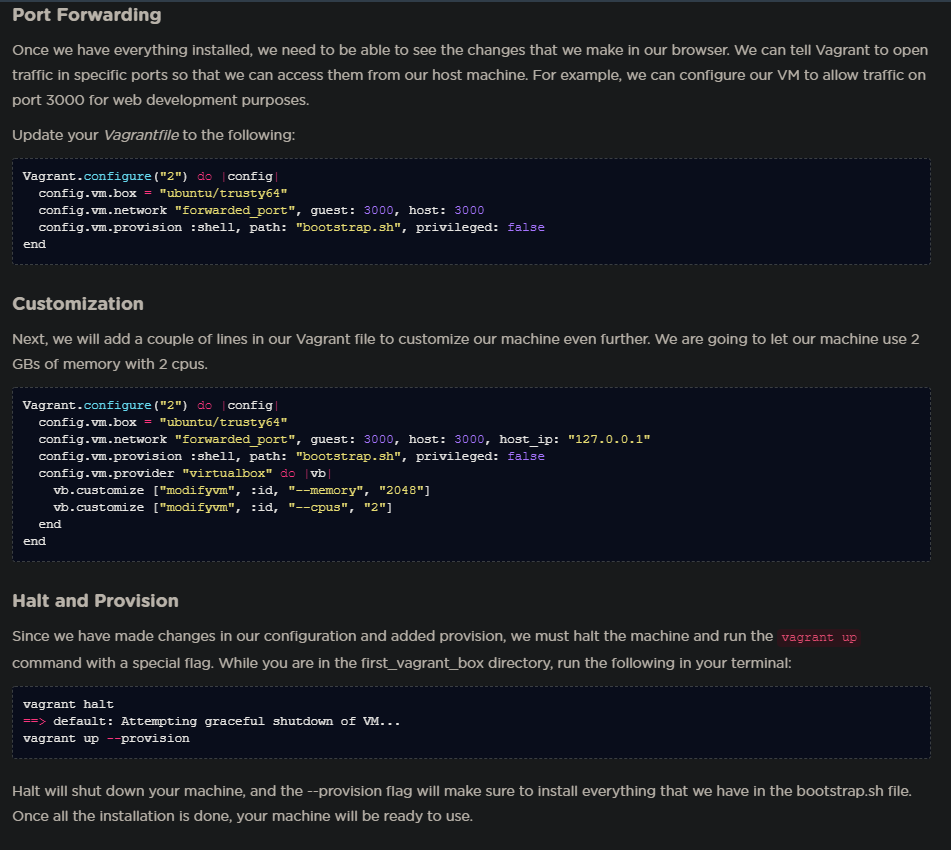 Port Forwarding
Once we have everything installed, we need to be able to see the changes that we make in our browser. We can tell Vagrant to open
traffic in specific ports so that we can access them from our host machine. For example, we can configure our VM to allow traffic on
port 3000 for web development purposes.
Update your Vagrantfile to the following:
Vagrant.configure("2") do |config|
  config.vm.box = "ubuntu/trusty64"
  config.vm.network "forwarded_port", guest: 3000, host: 3000
  config.vm.provision :shell, path: "bootstrap.sh", privileged: false
end
Customization
Next, we will add a couple of lines in our Vagrant file to customize our machine even further. We are going to let our machine use 2
GBs of memory with 2 cpus.
Vagrant.configure("2") do |config|
  config.vm.box = "ubuntu/trusty64"
  config.vm.network "forwarded_port", guest: 3000, host: 3000, host_ip: "127.0.0.1"
  config.vm.provision :shell, path: "bootstrap.sh", privileged: false
  config.vm.provider "virtualbox" do |vb|
    vb.customize ["modifyvm", :id, "--memory", "2048"]
    vb.customize ["modifyvm", :id, "--cpus", "2"]
  end
end
Halt and Provision
Since we have made changes in our configuration and added provision, we must halt the machine and run the vagrant up
command with a special flag. While you are in the first_vagrant_box directory, run the following in your terminal:
vagrant halt
==> default: Attempting graceful shutdown of VM...
vagrant up --provision
Halt will shut down your machine, and the --provision flag will make sure to install everything that we have in the bootstrap.sh file.
Once all the installation is done, your machine will be ready to use.